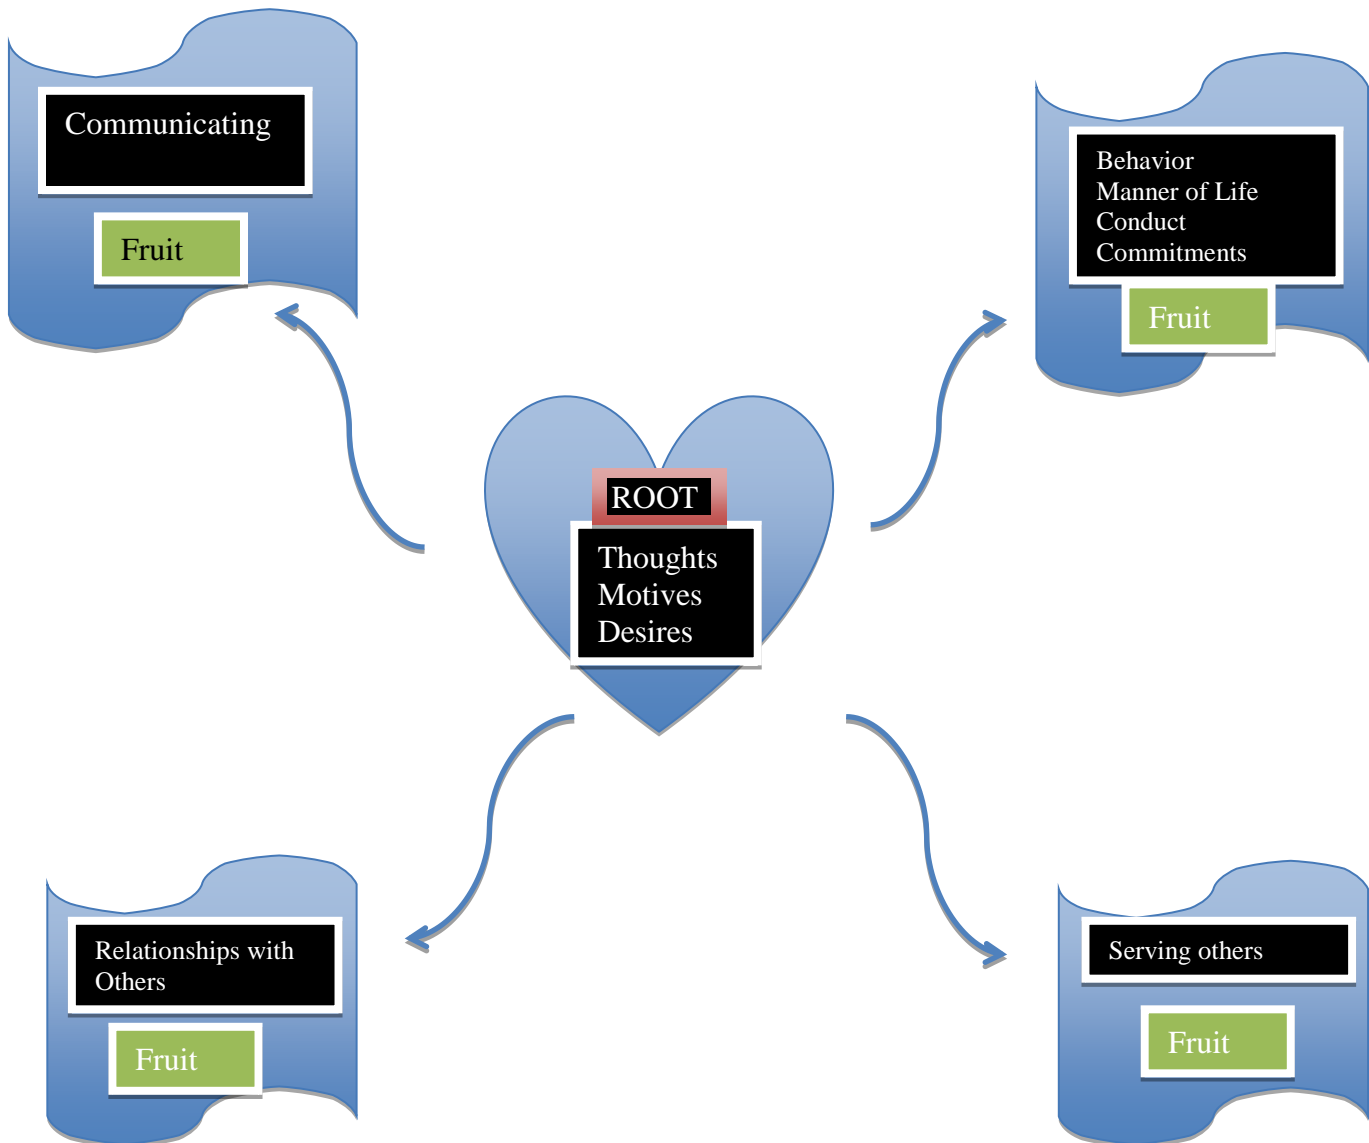 Communicating
Fruit
Behavior
Manner of Life
Conduct
Commitments
Fruit
ROOT
Thoughts
Motives
Desires
Relationships with
Others
Fruit
Serving others
Fruit